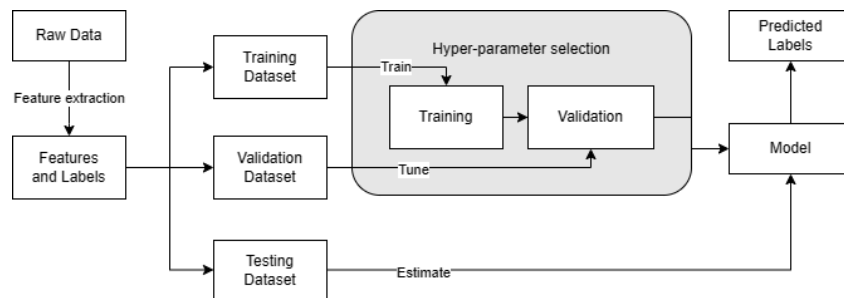 Raw Data
Feature extraction
Features
and Labels
Training
Dataset
Validation
Dataset
Testing
Dataset
Train
Tune
Estimate
Hyper-parameter selection
Training
Validation
Predicted
Labels
Model